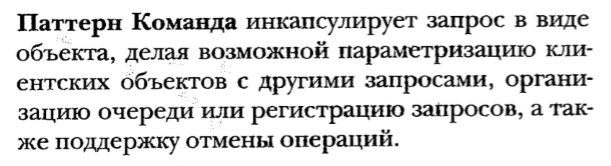 Паттерн Команда инкапсулирует запрос в виде
объекта, делая возможной параметризацию кли-
ентских объектов с другими запросами, органи-
зацию очереди или регистрацию запросов, а так-
же поддержку отмены операций.